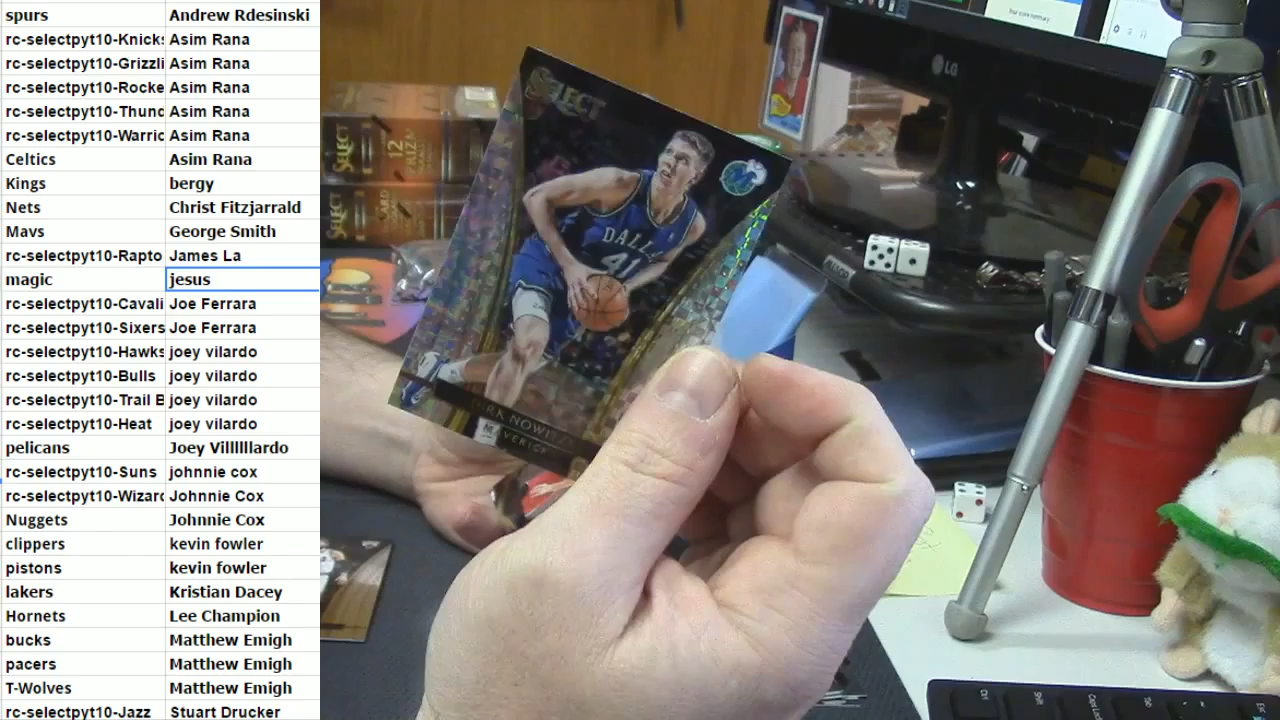 spurs Andrew Rdesinski
rc-selectpyt10-Knicks Asim Rana
rc-selectpyt10-Grizzli Asim Rana
rc-selectpyt10-Rocke Asim Rana
rc-selectpyt10-Thund Asim Rana
rc-selectpyt10-Warric Asim Rana
Celtics Asim Rana
Kings bergy
Nets Christ Fitzjarrald
Mavs George Smith
rc-selectpyt10-Rapto James La
magic jesus
rc-selectpyt10-Cavali Joe Ferrara
rc-selectpyt10-Sixers Joe Ferrara
rc-selectpyt10-Hawks joey vilardo
rc-selectpyt10-Bulls joey vilardo
rc-selectpyt10-Trail B joey vilardo
rc-selectpyt10-Heat joey vilardo
pelicans Joey Villlllllardo
rc-selectpyt10-Suns johnnie cox
rc-selectpyt10-Wizard Johnnie Cox
Nuggets Johnnie Cox
clippers kevin fowler
pistons kevin fowler
lakers Kristian Dacey
Hornets Lee Champion
bucks Matthew Emigh
pacers Matthew Emigh
T-Wolves Matthew Emigh
rc-selectpyt10-Jazz Stuart Drucker
SELECT
DALL
41
SELECT
12
PRIZM
SELECT
LG